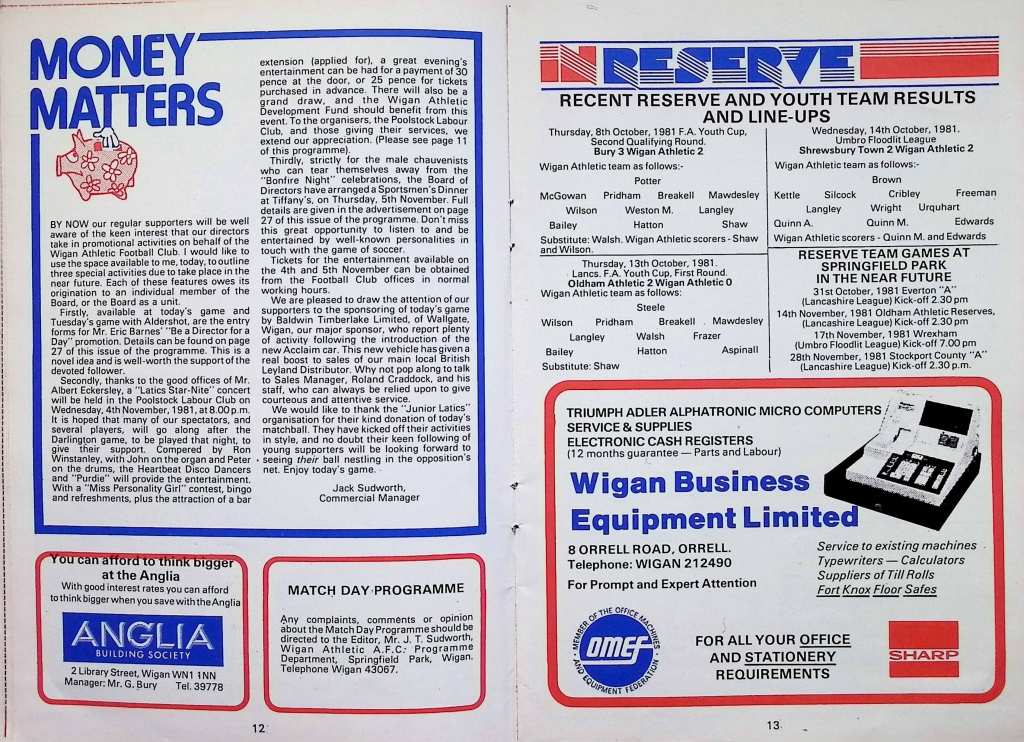 MONEY
MATTERS
BY NOW our regular supporters will be well
aware of the keen interest that our directors
take in promotional activities on behalf of the
Wigan Athletic Football Club. I would like to
use the space available to me, today, to outline
three special activities due to take place in the
near future. Each of these features owes its
origination to an individual member of the
Board, or the Board as a unit.
Firstly, available at today's game and
Tuesday's game with Aldershot, are the entry
forms for Mr. Eric Barnes' "Be a Director for a
Day" promotion. Details can be found on page
27 of this issue of the programme. This is a
novel idea and is well-worth the support of the
devoted follower.
Secondly, thanks to the good offices of Mr.
Albert Eckersley, a "Latics Star-Nite" concert
will be held in the Poolstock Labour Club on
Wednesday, 4th November, 1981, at 8.00 p.m.
It is hoped that many of our spectators, and
several players, will go along after the
Darlington game, to be played that night, to
give their support. Compered by Ron
Winstanley, with John on the organ and Peter
on the drums, the Heartbeat Disco Dancers
and "Purdie" will provide the entertainment.
With a "Miss Personality Girl" contest, bingo
and refreshments, plus the attraction of a bar
extension (applied for), a great evening's
entertainment can be had for a payment of 30
pence at the door, or 25 pence for tickets
purchased in advance. There will also be a
grand draw, and the Wigan Athletic
Development Fund should benefit from this
event. To the organisers, the Poolstock Labour
Club, and those giving their services, we
extend our appreciation. (Please see page 11
of this programme).
Thirdly, strictly for the male chauvenists
who can tear themselves away from the
"Bonfire Night" celebrations, the Board of
Directors have arranged a Sportsmen's Dinner
at Tiffany's, on Thursday, 5th November. Full
details are given in the advertisement on page
27 of this issue of the programme. Don't miss
this great opportunity to listen to and be
entertained by well-known personalities in
touch with the game of soccer.
Tickets for the entertainment available on
the 4th and 5th November can be obtained
from the Football Club offices in normal
working hours.
We are pleased to draw the attention of our
supporters to the sponsoring of today's game
by Baldwin Timberlake Limited, of Wallgate,
Wigan, our major sponsor, who report plenty
of activity following the introduction of the
new Acclaim car. This new vehicle has given a
real boost to sales of our main local British
Leyland Distributor. Why not pop along to talk
to Sales Manager, Roland Craddock, and his
staff, who can always be relied upon to give
courteous and attentive service.
We would like to thank the "Junior Latics"
organisation for their kind donation of today's
matchball. They have kicked off their activities
in style, and no doubt their keen following of
young supporters will be looking forward to
seeing their ball nestling in the opposition's
net. Enjoy today's game.
Jack Sudworth,
Commercial Manager
You can afford to think bigger
at the Anglia
With good interest rates you can afford
to think bigger when you save with the Anglia
ANGLIA
BUILDING SOCIETY
2 Library Street, Wigan WN1 1NN
Manager: Mr. G. Bury Tel. 39778
MATCH DAY PROGRAMME
Any complaints, comments or opinion
about the Match Day Programme should be
directed to the Editor, Mr. J. T. Sudworth,
Wigan Athletic A.F.C. Programme
Department, Springfield Park, Wigan.
Telephone Wigan 43067.
12
IN RESERVE
RECENT RESERVE AND YOUTH TEAM RESULTS
AND LINE-UPS
Thursday, 8th October, 1981 F.A. Youth Cup,
Second Qualifying Round.
Bury 3 Wigan Athletic 2
Wigan Athletic team as follows:-
Potter
McGowan Pridham Breakell Mawdesley
Wilson Weston M. Langley
Bailey Hatton Shaw
Substitute: Walsh. Wigan Athletic scorers - Shaw
and Wilson.
Thursday, 13th October, 1981.
Lancs. F.A. Youth Cup, First Round.
Oldham Athletic 2 Wigan Athletic 0
Wigan Athletic team as follows:
Steele
Wilson Pridham Breakell Mawdesley
Langley Walsh Frazer
Bailey Hatton Aspinall
Substitute: Shaw
Wednesday, 14th October, 1981.
Umbro Floodlit League
Shrewsbury Town 2 Wigan Athletic 2
Wigan Athletic team as follows:-
Brown
Kettle Silcock Cribley Freeman
Langley Wright Urquhart
Quinn A. Quinn M. Edwards
Wigan Athletic scorers - Quinn M. and Edwards
RESERVE TEAM GAMES AT
SPRINGFIELD PARK
IN THE NEAR FUTURE
31st October, 1981 Everton "A"
(Lancashire League) Kick-off 2.30 pm
14th November, 1981 Oldham Athletic Reserves,
(Lancashire League) Kick-off 2.30 pm
17th November, 1981 Wrexham
(Umbro Floodlit League) Kick-off 7.00 pm
28th November, 1981 Stockport County "A"
(Lancashire League) Kick-off 2.30 p.m.
TRIUMPH ADLER ALPHATRONIC MICRO COMPUTERS
SERVICE & SUPPLIES
ELECTRONIC CASH REGISTERS
(12 months guarantee — Parts and Labour)
Wigan Business
Equipment Limited
8 ORRELL ROAD, ORRELL.
Telephone: WIGAN 212490
For Prompt and Expert Attention
Service to existing machines
Typewriters — Calculators
Suppliers of Till Rolls
Fort Knox Floor Safes
MEMBER OF THE OFFICE MACHINES
OMEF
AND EQUIPMENT FEDERATION
FOR ALL YOUR OFFICE
AND STATIONERY
REQUIREMENTS
SHARP
13